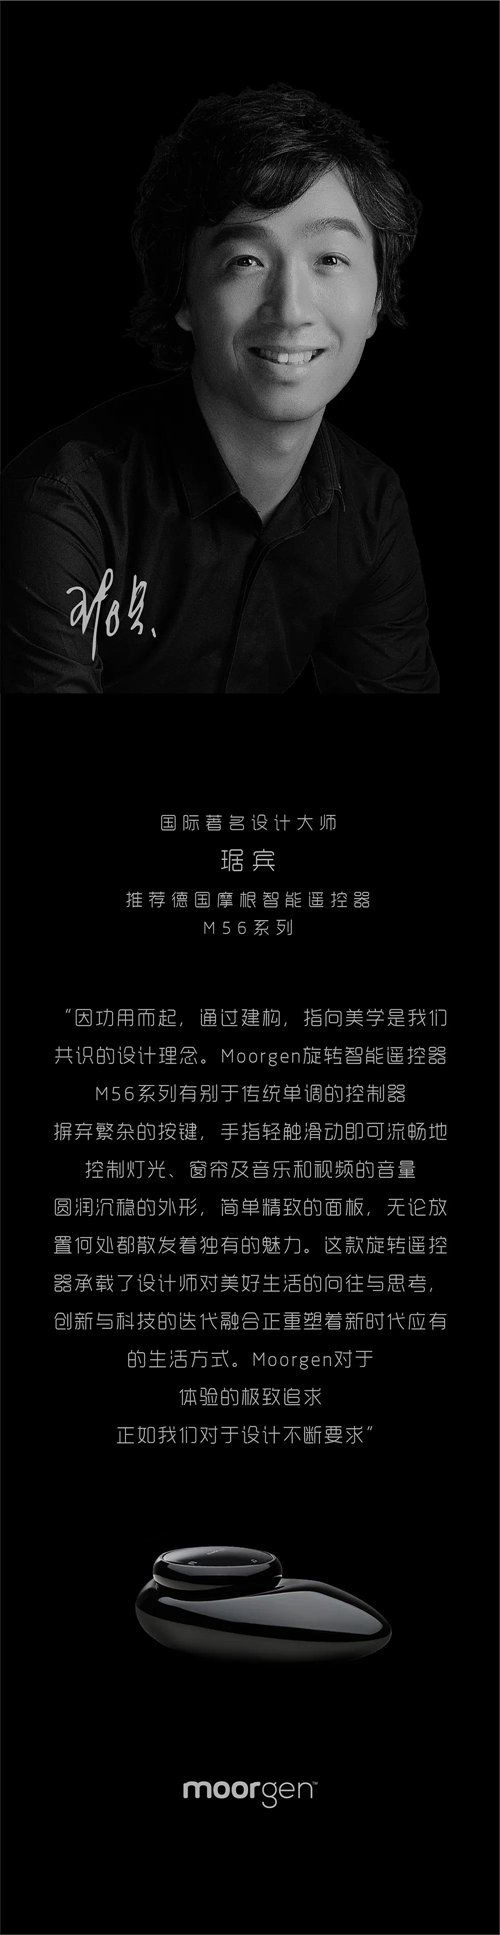 琚宾
国际著名设计大师
琚宾
推荐德国摩根智能遥控器
M56系列
“因功用而起，通过建构，指向美学是我们
共识的设计理念。Moorgen旋转智能遥控器
M56系列有别于传统单调的控制器
摒弃繁杂的按键，手指轻触滑动即可流畅地
控制灯光、窗帘及音乐和视频的音量
圆润沉稳的外形，简单精致的面板，无论放
置何处都散发着独有的魅力。这款旋转遥控
器承载了设计师对美好生活的向往与思考，
创新与科技的迭代融合正重塑着新时代应有
的生活方式。Moorgen对于
体验的极致追求
正如我们对于设计不断要求”
moorgen™